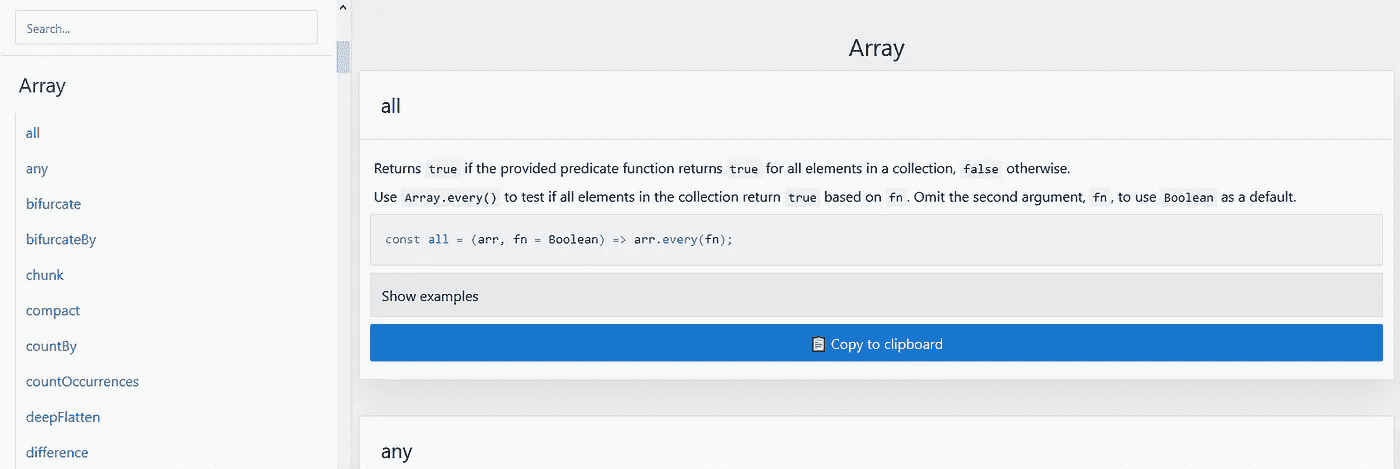 Search...
Array
all
any
bifurcate
bifurcateBy
chunk
compact
countBy
countOccurrences
deepFlatten
difference
Array
all
Returns true if the provided predicate function returns true for all elements in a collection, false otherwise.
Use Array.every() to test if all elements in the collection return true based on fn. Omit the second argument, fn, to use Boolean as a default.
const all = (arr, fn = Boolean) => arr.every(fn);
Show examples
📋 Copy to clipboard
any